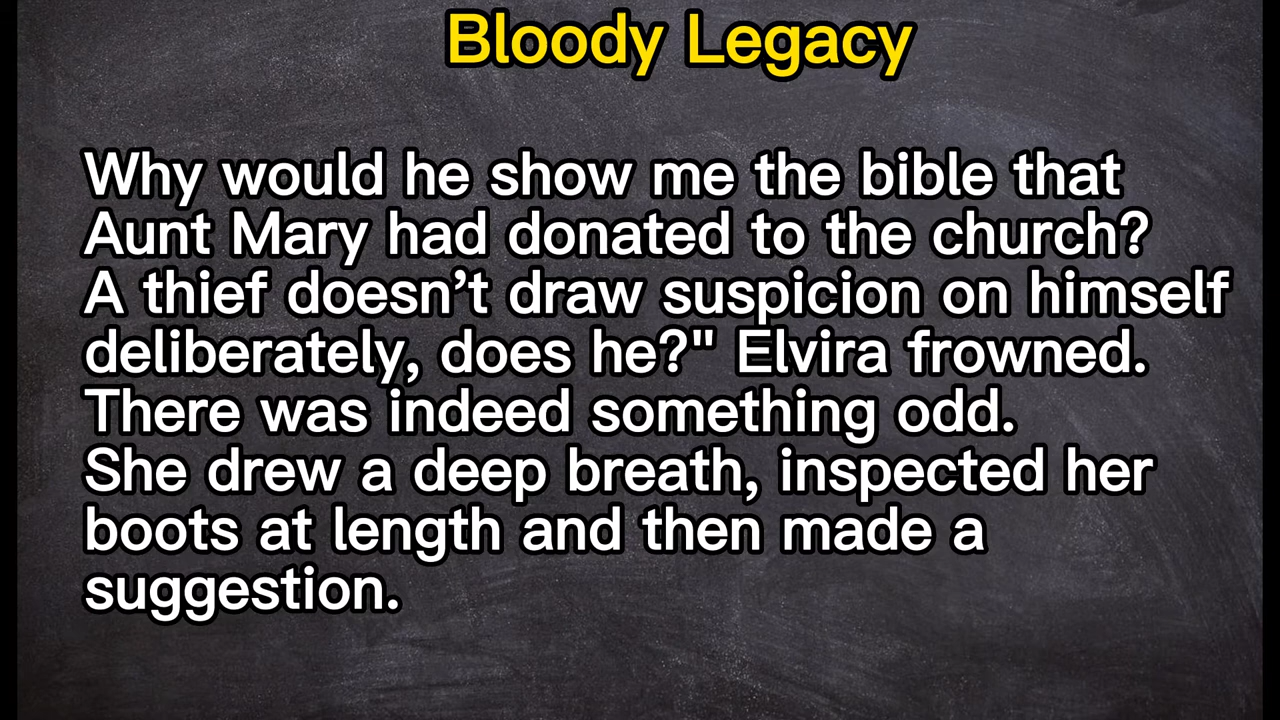 Bloody Legacy
Why would he show me the bible that
Aunt Mary had donated to the church?
A thief doesn’t draw suspicion on himself
deliberately, does he?" Elvira frowned.
There was indeed something odd.
She drew a deep breath, inspected her
boots at length and then made a
suggestion.